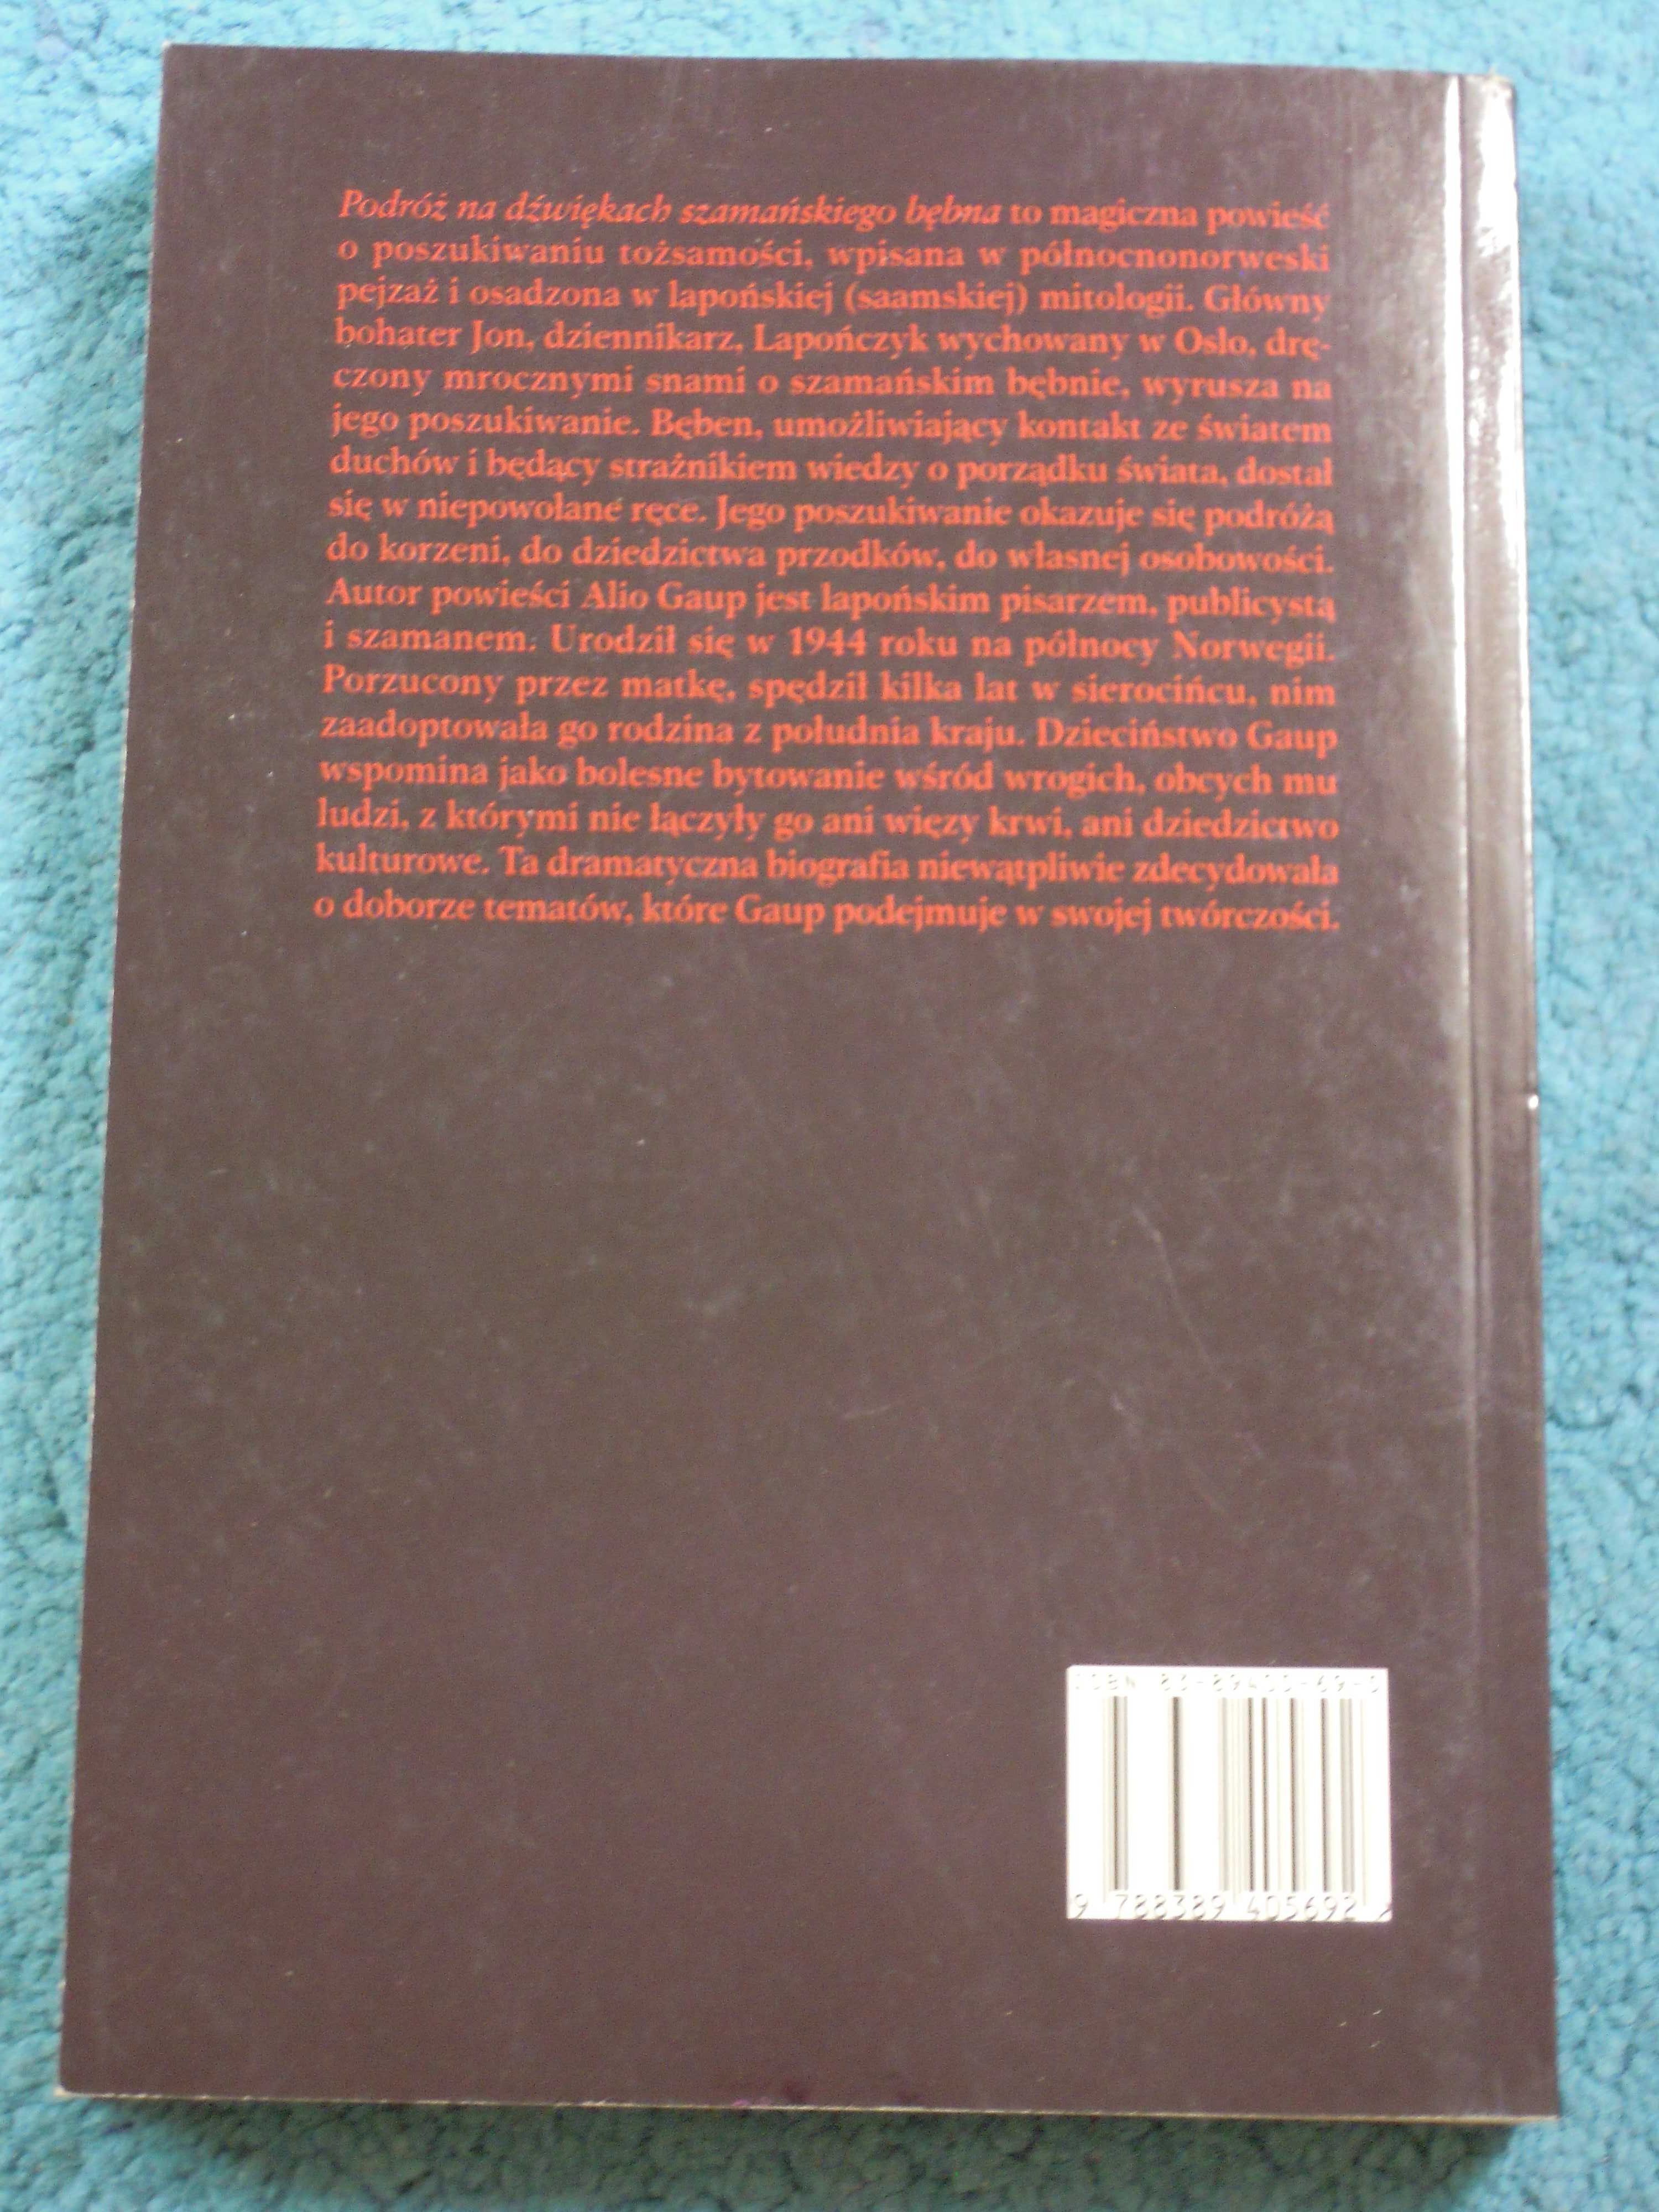 Podróż na dźwiękach szamańskiego bębna to magiczna powieść
o poszukiwaniu tożsamości, wpisana w północnonorweski
pejzaż i osadzona w lapońskiej (saamskiej) mitologii. Główny
bohater Jon, dziennikarz, Lapończyk wychowany w Oslo, drę-
czony mrocznymi snami o szamańskim bębnie, wyrusza na
jego poszukiwanie. Bęben, umożliwiający kontakt ze światem
duchów i będący strażnikiem wiedzy o porządku świata, dostał
się w niepowołane ręce. Jego poszukiwanie okazuje się podróżą
do korzeni, do dziedzictwa przodków, do własnej osobowości.
Autor powieści Ailo Gaup jest lapońskim pisarzem, publicystą
i szamanem. Urodził się w 1944 roku na północy Norwegii.
Porzucony przez matkę, spędził kilka lat w sierocińcu, nim
zaadoptowała go rodzina z południa kraju. Dzieciństwo Gaup
wspomina jako bolesne bytowanie wśród wrogich, obcych mu
ludzi, z którymi nie łączyły go ani więzy krwi, ani dziedzictwo
kulturowe. Ta dramatyczna biografia niewątpliwie zdecydowała
o doborze tematów, które Gaup podejmuje w swojej twórczości.
ISBN
9 788389 405692 >